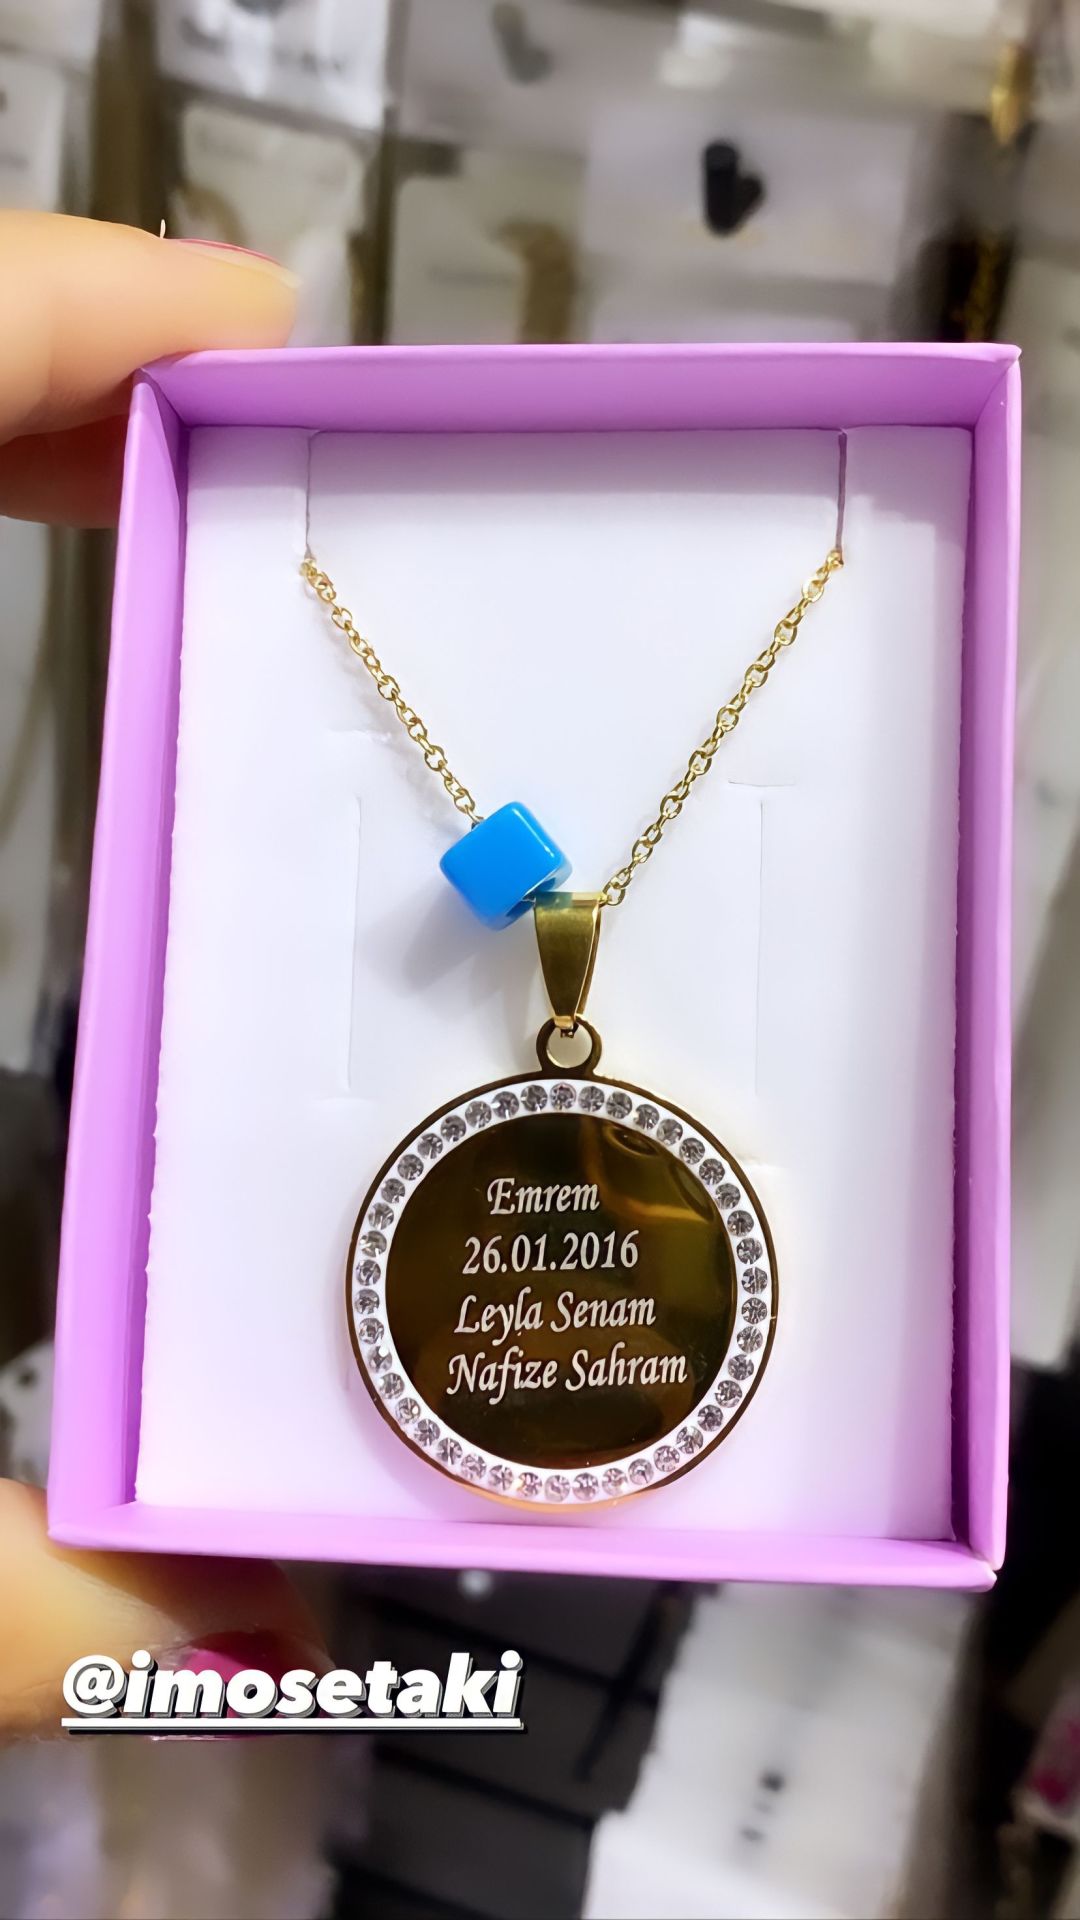 Emrem
26.01.2016
Leyla Senam
Nafize Sahram
@imosetaki